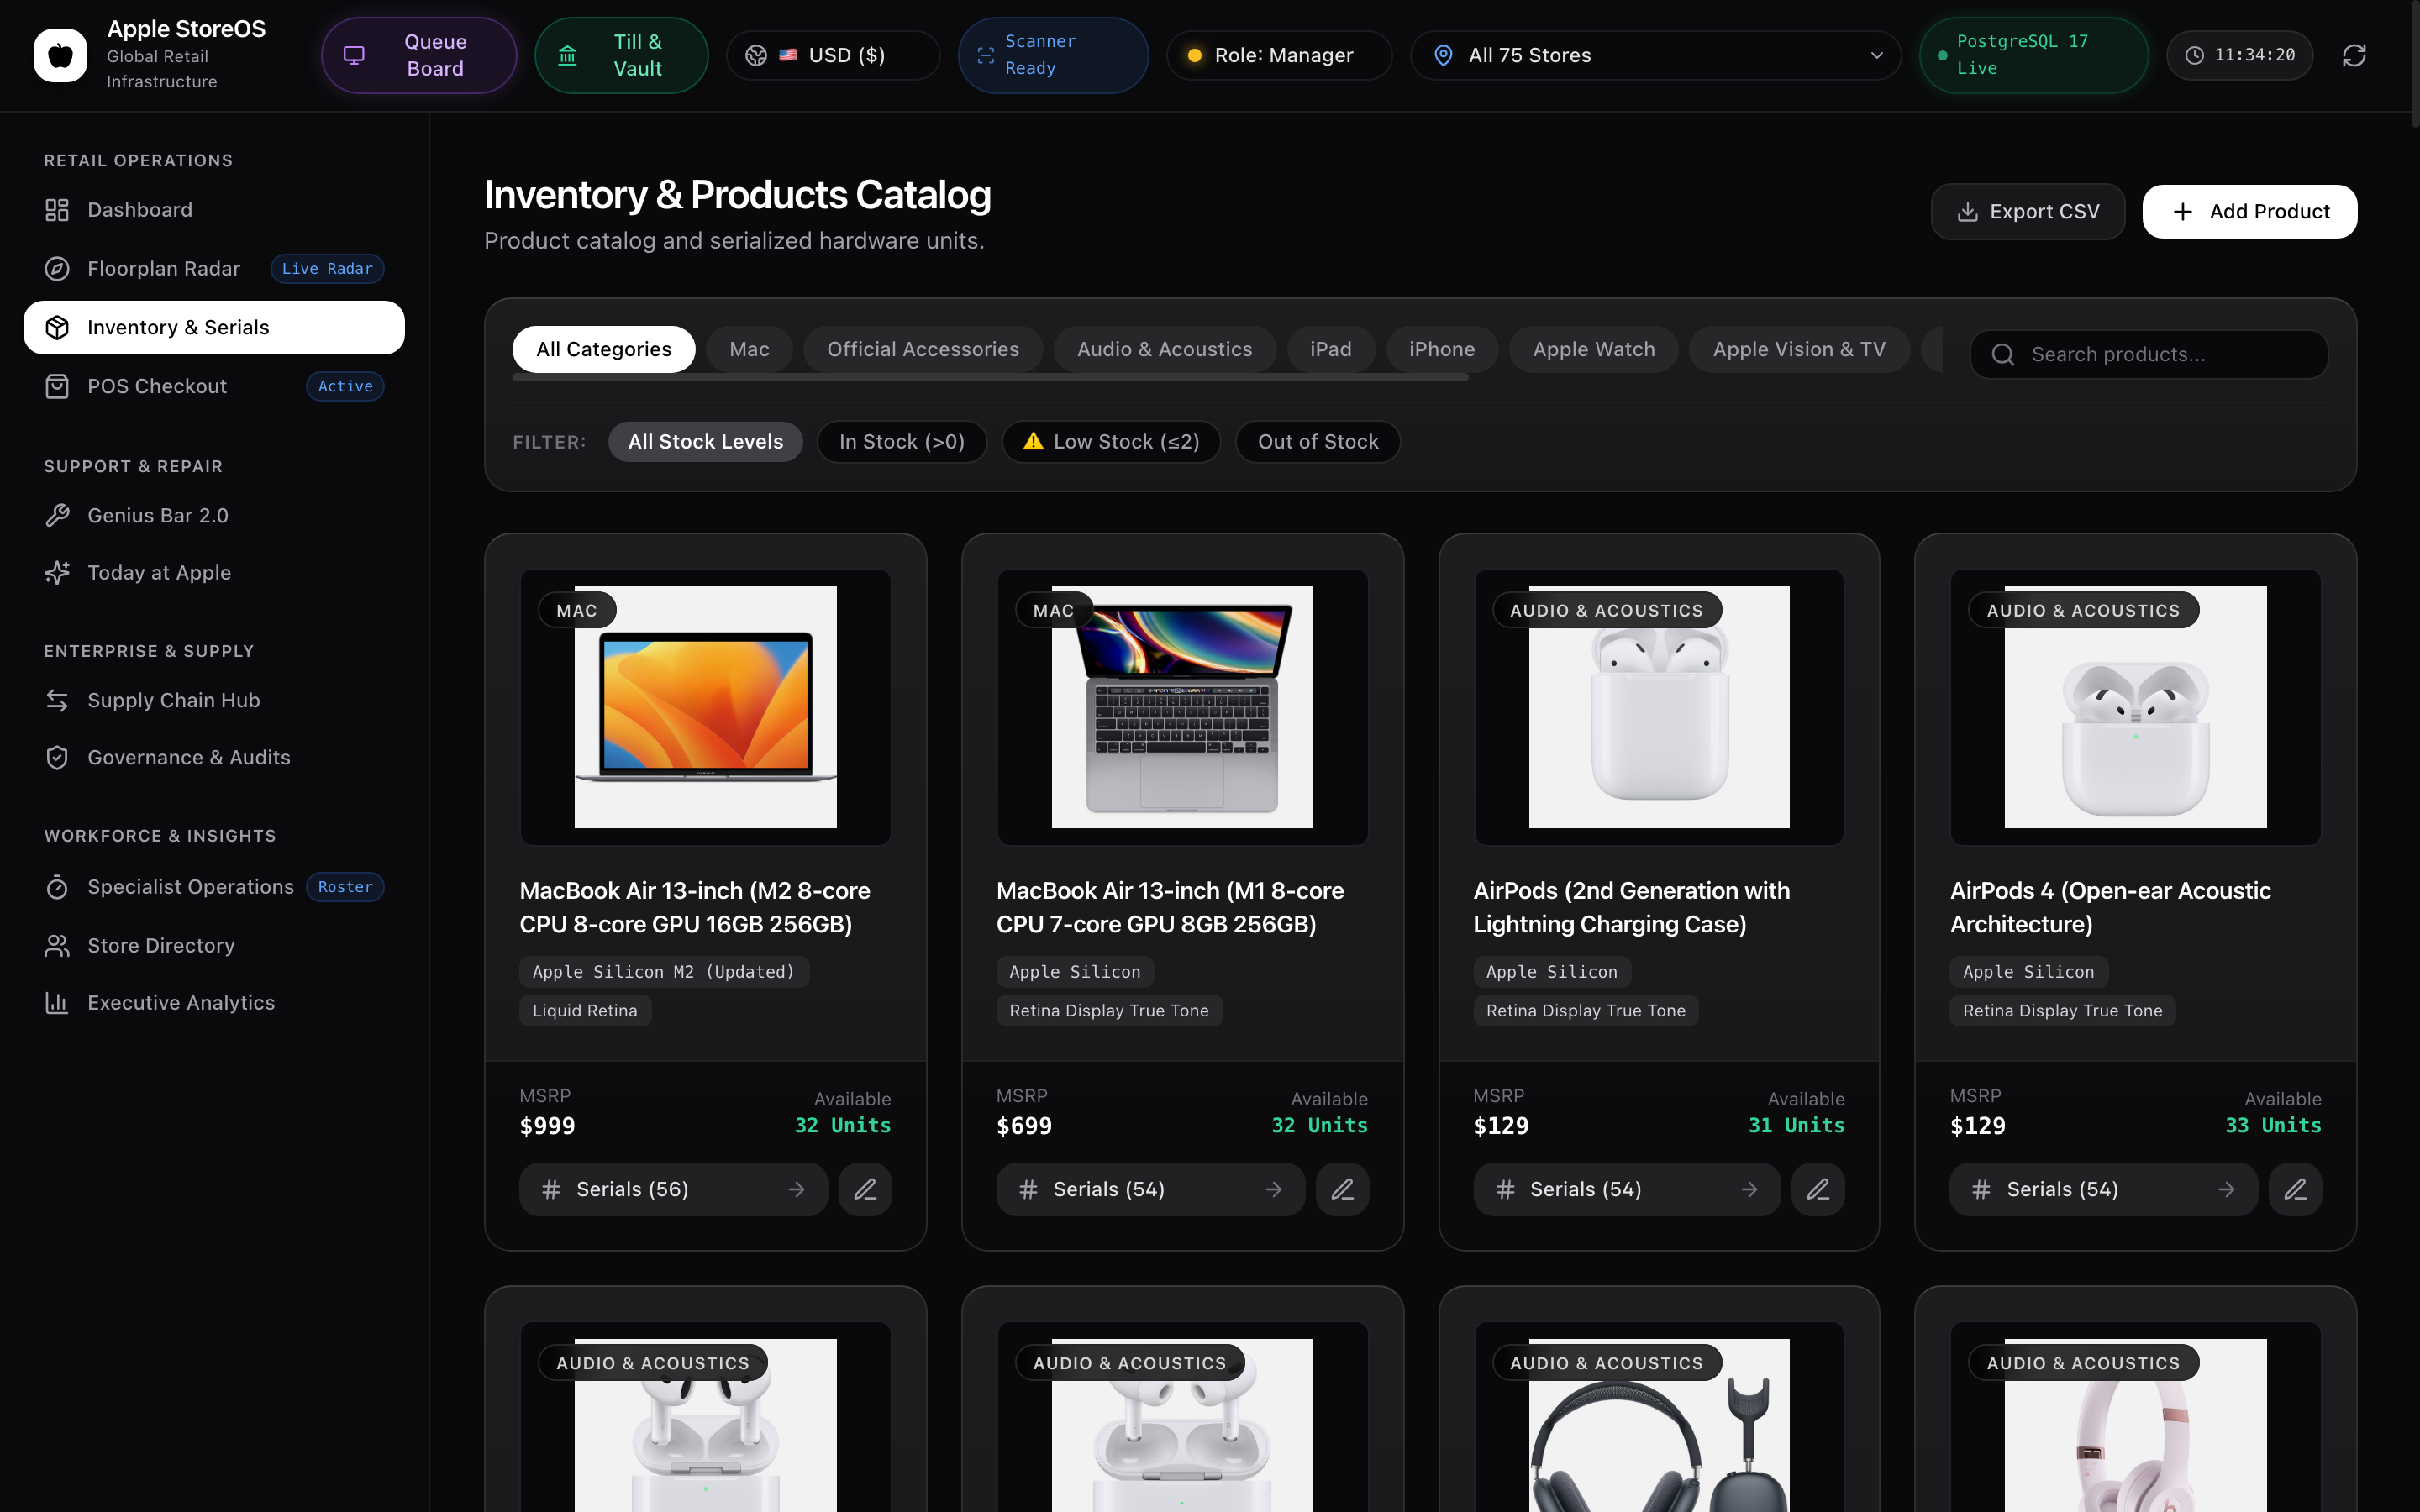 Apple StoreOS
Global Retail
Infrastructure
Queue
Board
Till &
Vault
🇺🇸 USD ($)
Scanner
Ready
Role: Manager
All 75 Stores
PostgreSQL 17
Live
11:34:20
RETAIL OPERATIONS
Dashboard
Floorplan Radar
Live Radar
Inventory & Serials
POS Checkout
Active
SUPPORT & REPAIR
Genius Bar 2.0
Today at Apple
ENTERPRISE & SUPPLY
Supply Chain Hub
Governance & Audits
WORKFORCE & INSIGHTS
Specialist Operations
Roster
Store Directory
Executive Analytics
Inventory & Products Catalog
Product catalog and serialized hardware units.
Export CSV
Add Product
All Categories
Mac
Official Accessories
Audio & Acoustics
iPad
iPhone
Apple Watch
Apple Vision & TV
Search products...
FILTER:
All Stock Levels
In Stock (>0)
⚠️ Low Stock (≤2)
Out of Stock
MAC
MacBook Air 13-inch (M2 8-core
CPU 8-core GPU 16GB 256GB)
Apple Silicon M2 (Updated)
Liquid Retina
MSRP
$999
Available
32 Units
# Serials (56)
MAC
MacBook Air 13-inch (M1 8-core
CPU 7-core GPU 8GB 256GB)
Apple Silicon
Retina Display True Tone
MSRP
$699
Available
32 Units
# Serials (54)
AUDIO & ACOUSTICS
AirPods (2nd Generation with
Lightning Charging Case)
Apple Silicon
Retina Display True Tone
MSRP
$129
Available
31 Units
# Serials (54)
AUDIO & ACOUSTICS
AirPods 4 (Open-ear Acoustic
Architecture)
Apple Silicon
Retina Display True Tone
MSRP
$129
Available
33 Units
# Serials (54)
AUDIO & ACOUSTICS
AUDIO & ACOUSTICS
AUDIO & ACOUSTICS
AUDIO & ACOUSTICS